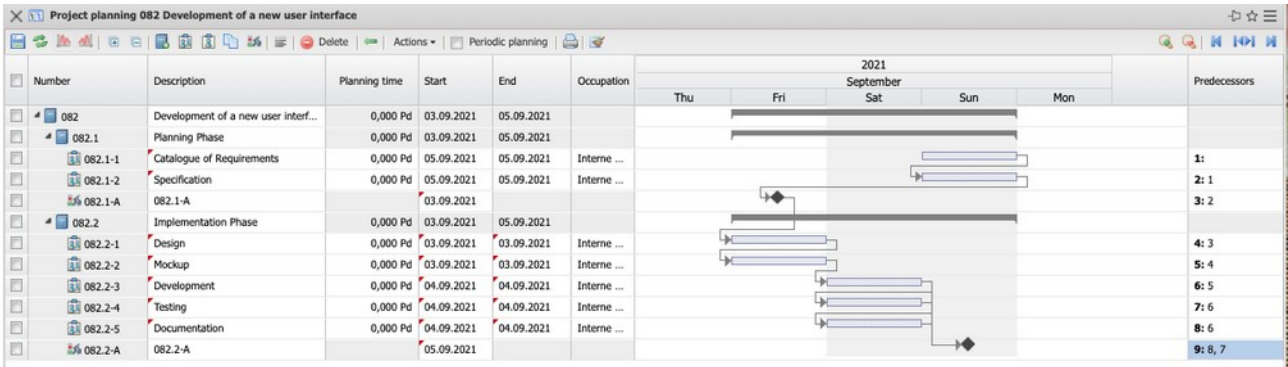 Project planning 082 Development of a new user interface
Delete Actions Periodic planning
2021
September
Number Description Planning time Start End Occupation Thu Fri Sat Sun Mon Predecessors
082 Development of a new user interf... 0,000 Pd 03.09.2021 05.09.2021
082.1 Planning Phase 0,000 Pd 03.09.2021 05.09.2021
082.1-1 Catalogue of Requirements 0,000 Pd 05.09.2021 05.09.2021 Interne ... 1:
082.1-2 Specification 0,000 Pd 05.09.2021 05.09.2021 Interne ... 2: 1
082.1-A 082.1-A 03.09.2021 3: 2
082.2 Implementation Phase 0,000 Pd 03.09.2021 05.09.2021
082.2-1 Design 0,000 Pd 03.09.2021 03.09.2021 Interne ... 4: 3
082.2-2 Mockup 0,000 Pd 03.09.2021 03.09.2021 Interne ... 5: 4
082.2-3 Development 0,000 Pd 04.09.2021 04.09.2021 Interne ... 6: 5
082.2-4 Testing 0,000 Pd 04.09.2021 04.09.2021 Interne ... 7: 6
082.2-5 Documentation 0,000 Pd 04.09.2021 04.09.2021 Interne ... 8: 6
082.2-A 082.2-A 05.09.2021 9: 8, 7